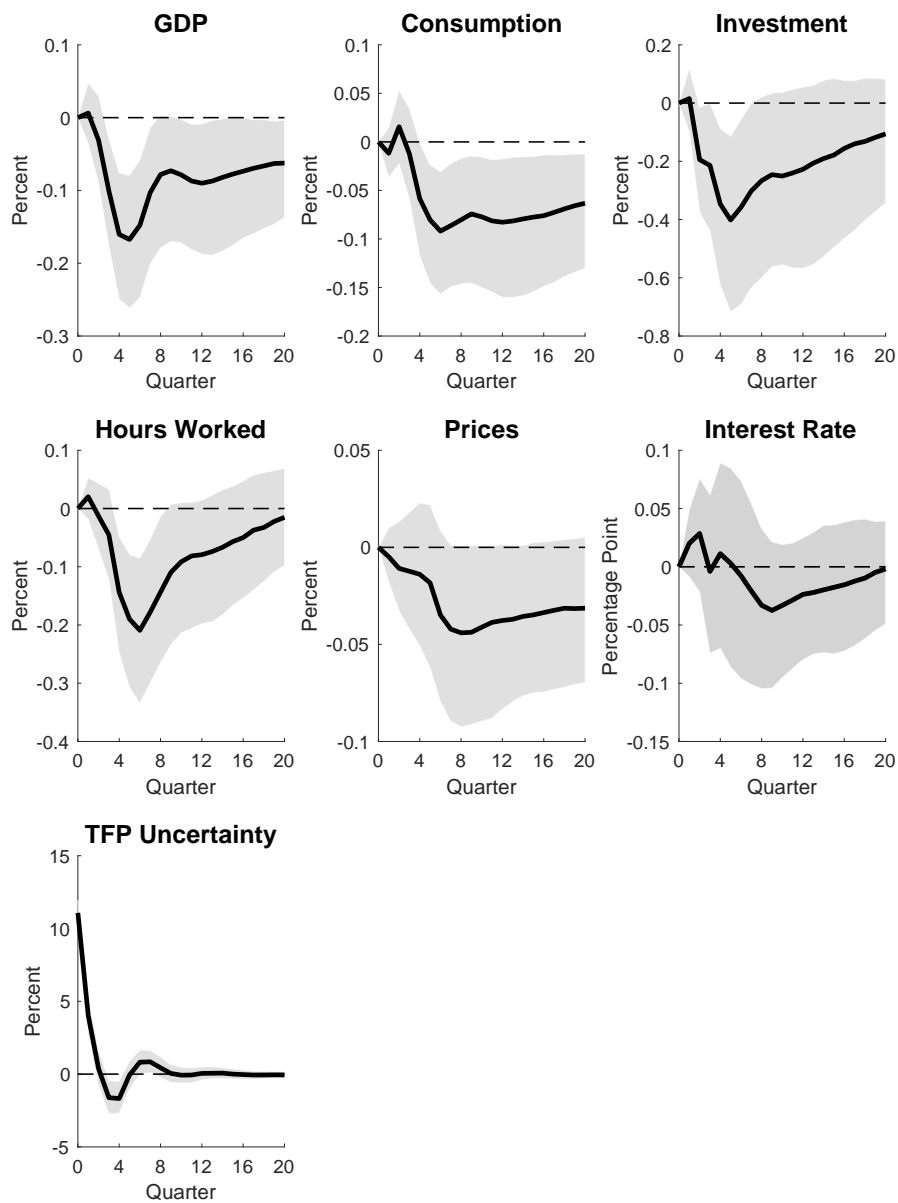 GDP
0.1
0
-0.1
-0.2
-0.3
Percent
0 4 8 12 16 20
Quarter
Consumption
0.1
0.05
0
-0.05
-0.1
-0.15
-0.2
Percent
0 4 8 12 16 20
Quarter
Investment
0.2
0
-0.2
-0.4
-0.6
-0.8
Percent
0 4 8 12 16 20
Quarter
Hours Worked
0.1
0
-0.1
-0.2
-0.3
-0.4
Percent
0 4 8 12 16 20
Quarter
Prices
0.05
0
-0.05
-0.1
Percent
0 4 8 12 16 20
Quarter
Interest Rate
0.1
0.05
0
-0.05
-0.1
-0.15
Percentage Point
0 4 8 12 16 20
Quarter
TFP Uncertainty
15
10
5
0
-5
Percent
0 4 8 12 16 20
Quarter